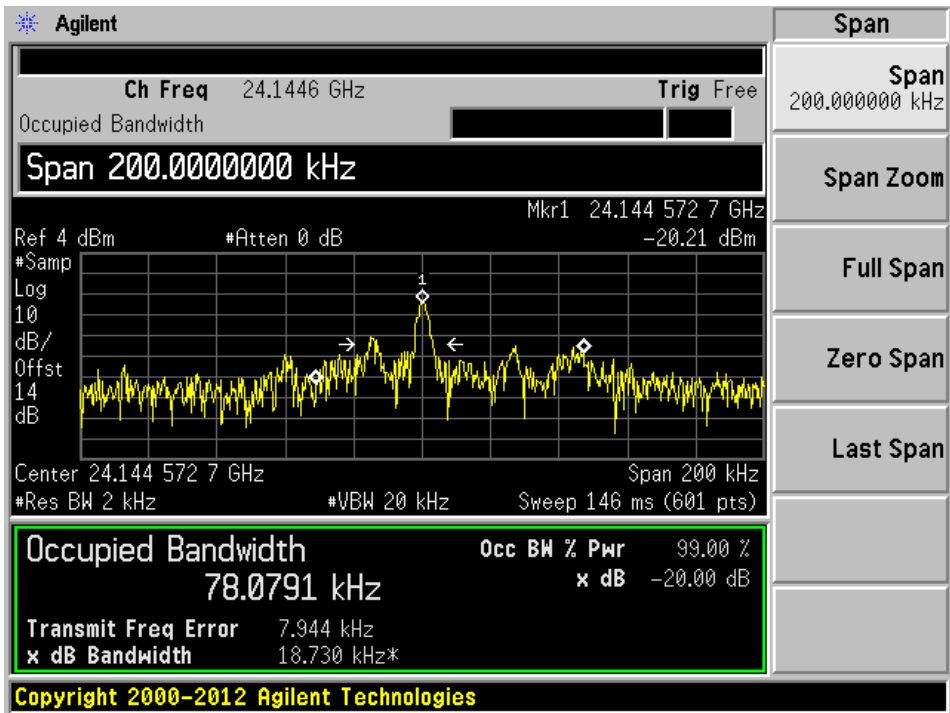 Agilent
Span
Ch Freq 24.1446 GHz Trig Free
Occupied Bandwidth
Span 200.0000000 kHz
Mkr1 24.144 572 7 GHz
Ref 4 dBm #Atten 0 dB -20.21 dBm
#Samp
Log
10
dB/
Offst
14
dB
1
Center 24.144 572 7 GHz Span 200 kHz
#Res BW 2 kHz #VBW 20 kHz Sweep 146 ms (601 pts)
Occupied Bandwidth Occ BW % Pwr 99.00 %
78.0791 kHz x dB -20.00 dB
Transmit Freq Error 7.944 kHz
x dB Bandwidth 18.730 kHz*
Copyright 2000-2012 Agilent Technologies
Span
200.000000 kHz
Span Zoom
Full Span
Zero Span
Last Span